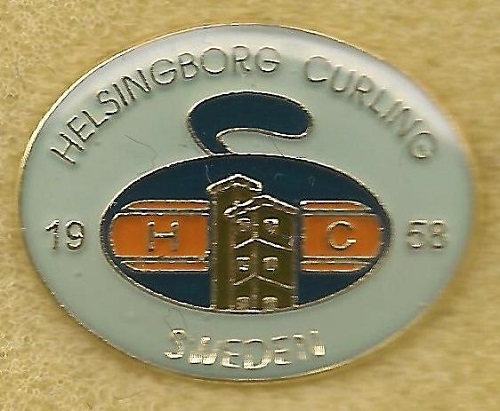 HELSINGBORG CURLING
19 H C 58
SWEDEN